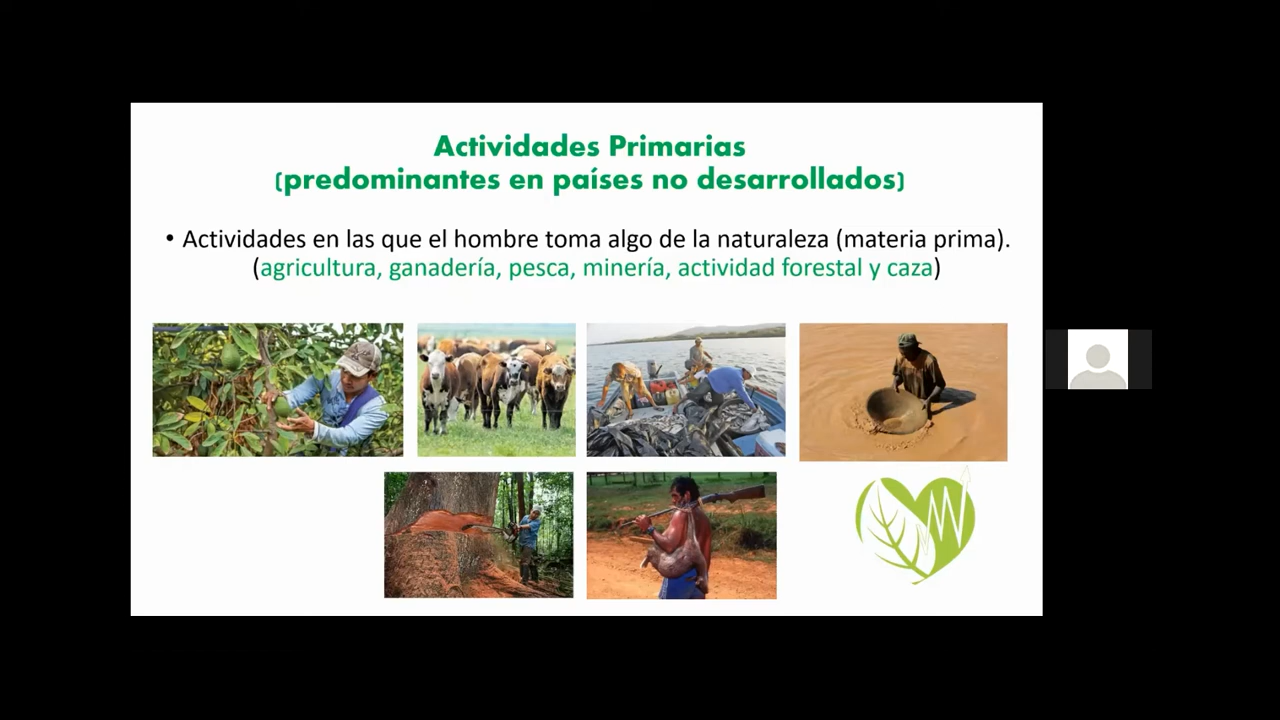 Actividades Primarias
(predominantes en países no desarrollados)
• Actividades en las que el hombre toma algo de la naturaleza (materia prima).
(agricultura, ganadería, pesca, minería, actividad forestal y caza)